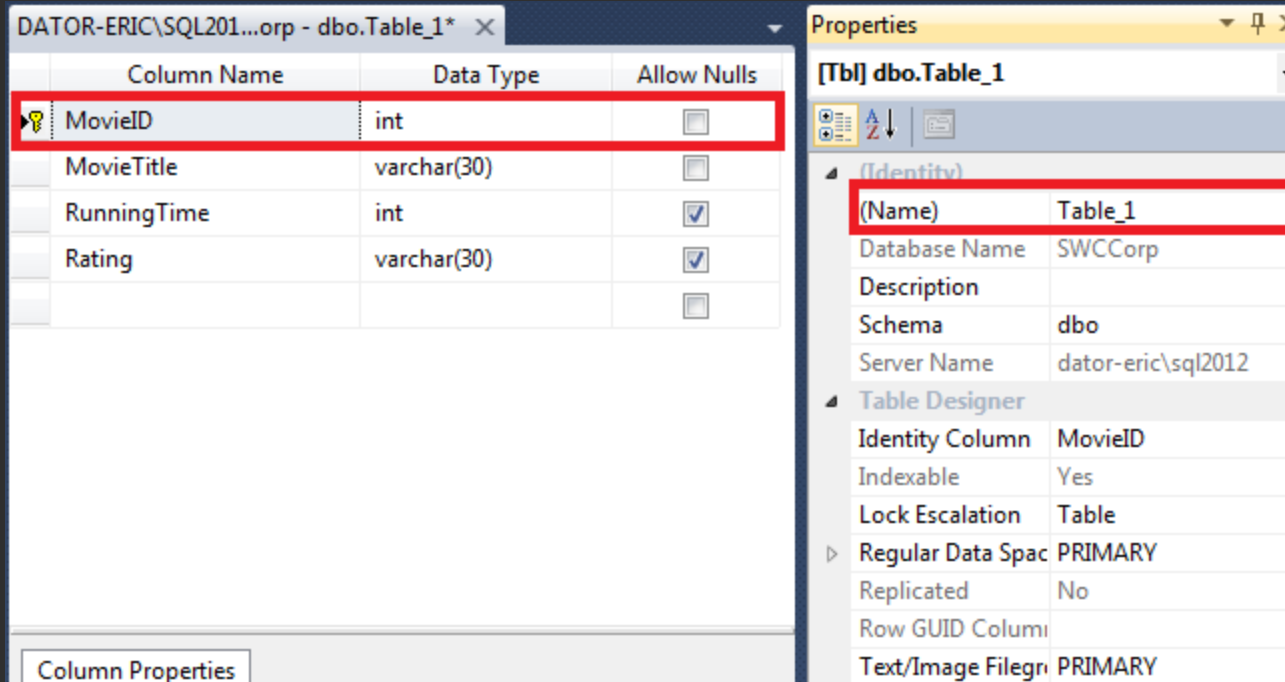 DATOR-ERIC\SQL201...orp - dbo.Table_1*
Column Name Data Type Allow Nulls
MovieID int
MovieTitle varchar(30)
RunningTime int
Rating varchar(30)
Column Properties
Properties
[Tbl] dbo.Table_1
(Identity)
(Name) Table_1
Database Name SWCCorp
Description
Schema dbo
Server Name dator-eric\sql2012
Table Designer
Identity Column MovieID
Indexable Yes
Lock Escalation Table
Regular Data Spac PRIMARY
Replicated No
Row GUID Colum
Text/Image Filegr PRIMARY